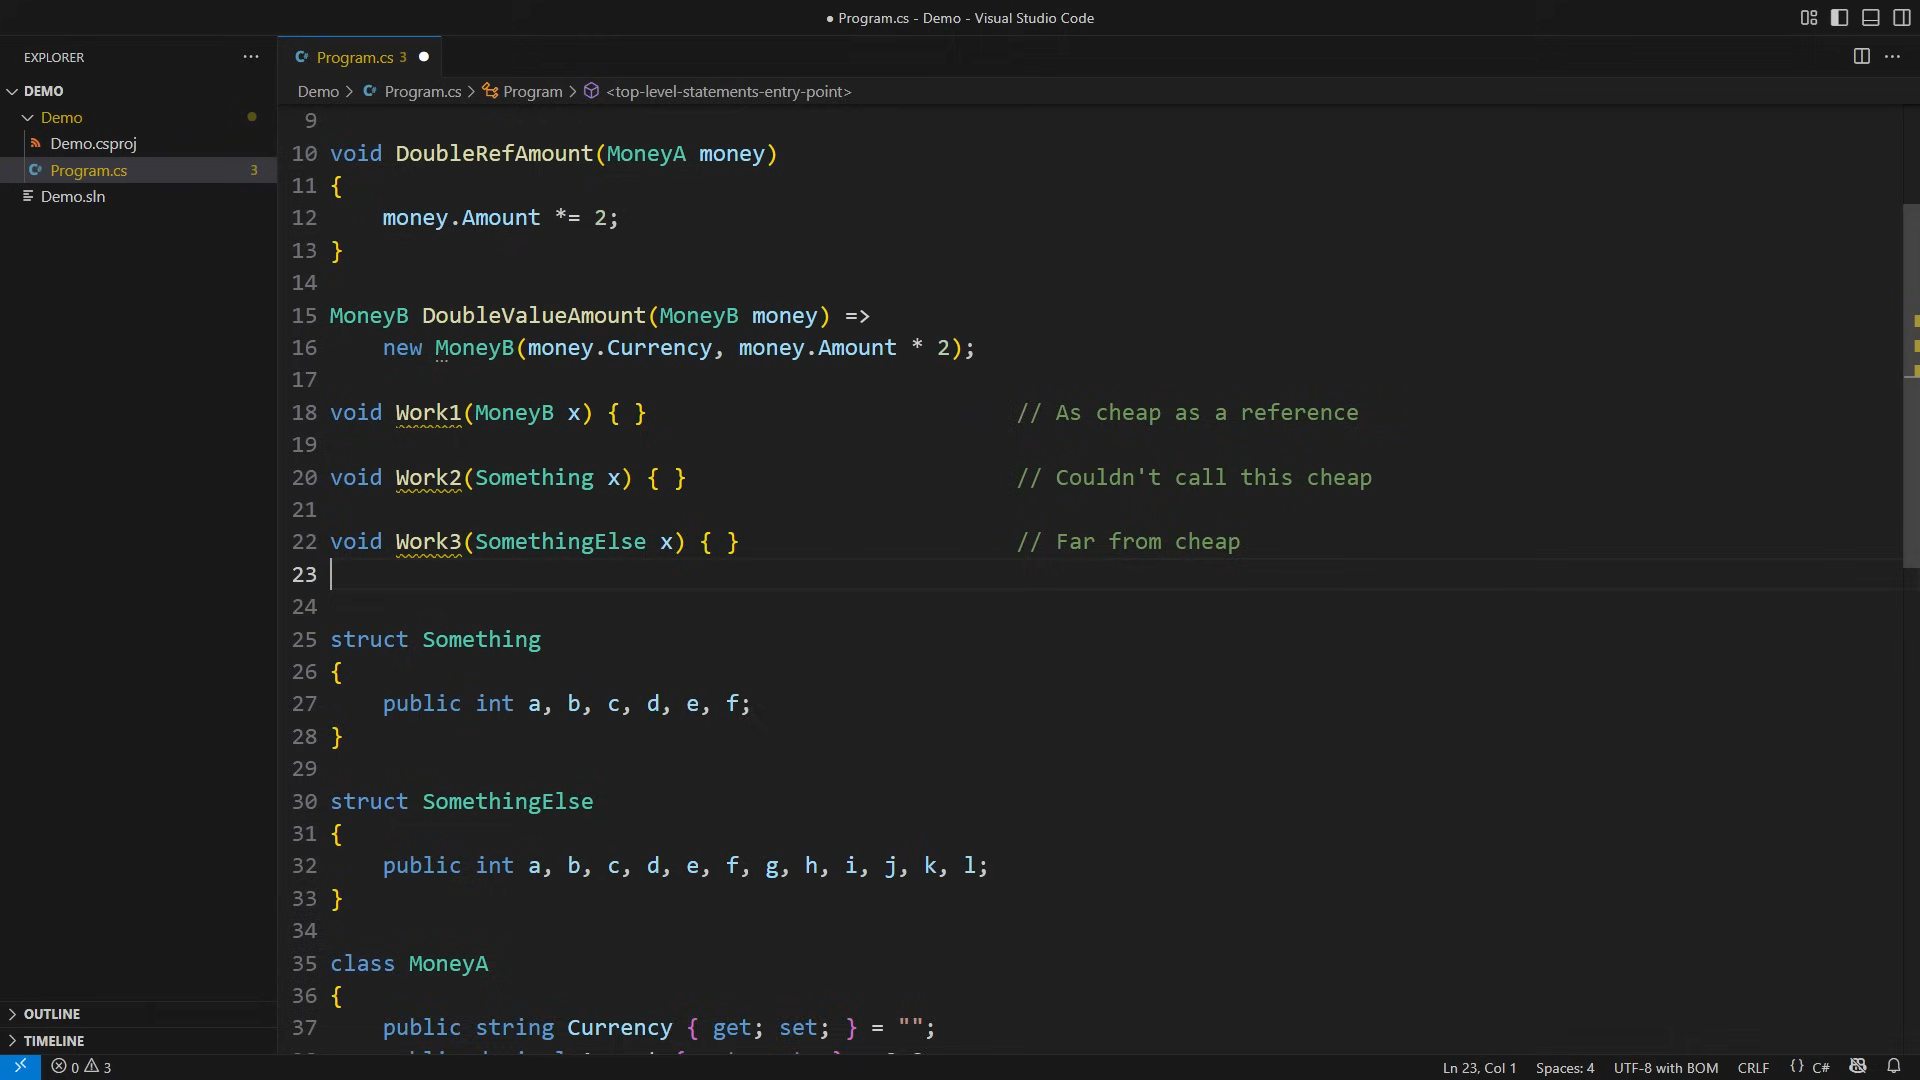 ● Program.cs - Demo - Visual Studio Code
EXPLORER
DEMO
Demo
Demo.csproj
Program.cs 3
Demo.sln
OUTLINE
TIMELINE
Program.cs 3
Demo > Program.cs > Program > <top-level-statements-entry-point>
9
10 void DoubleRefAmount(MoneyA money)
11 {
12     money.Amount *= 2;
13 }
14
15 MoneyB DoubleValueAmount(MoneyB money) =>
16     new MoneyB(money.Currency, money.Amount * 2);
17
18 void Work1(MoneyB x) { } // As cheap as a reference
19
20 void Work2(Something x) { } // Couldn't call this cheap
21
22 void Work3(SomethingElse x) { } // Far from cheap
23
24
25 struct Something
26 {
27     public int a, b, c, d, e, f;
28 }
29
30 struct SomethingElse
31 {
32     public int a, b, c, d, e, f, g, h, i, j, k, l;
33 }
34
35 class MoneyA
36 {
37     public string Currency { get; set; } = "";
0 3
Ln 23, Col 1 Spaces: 4 UTF-8 with BOM CRLF {} C#